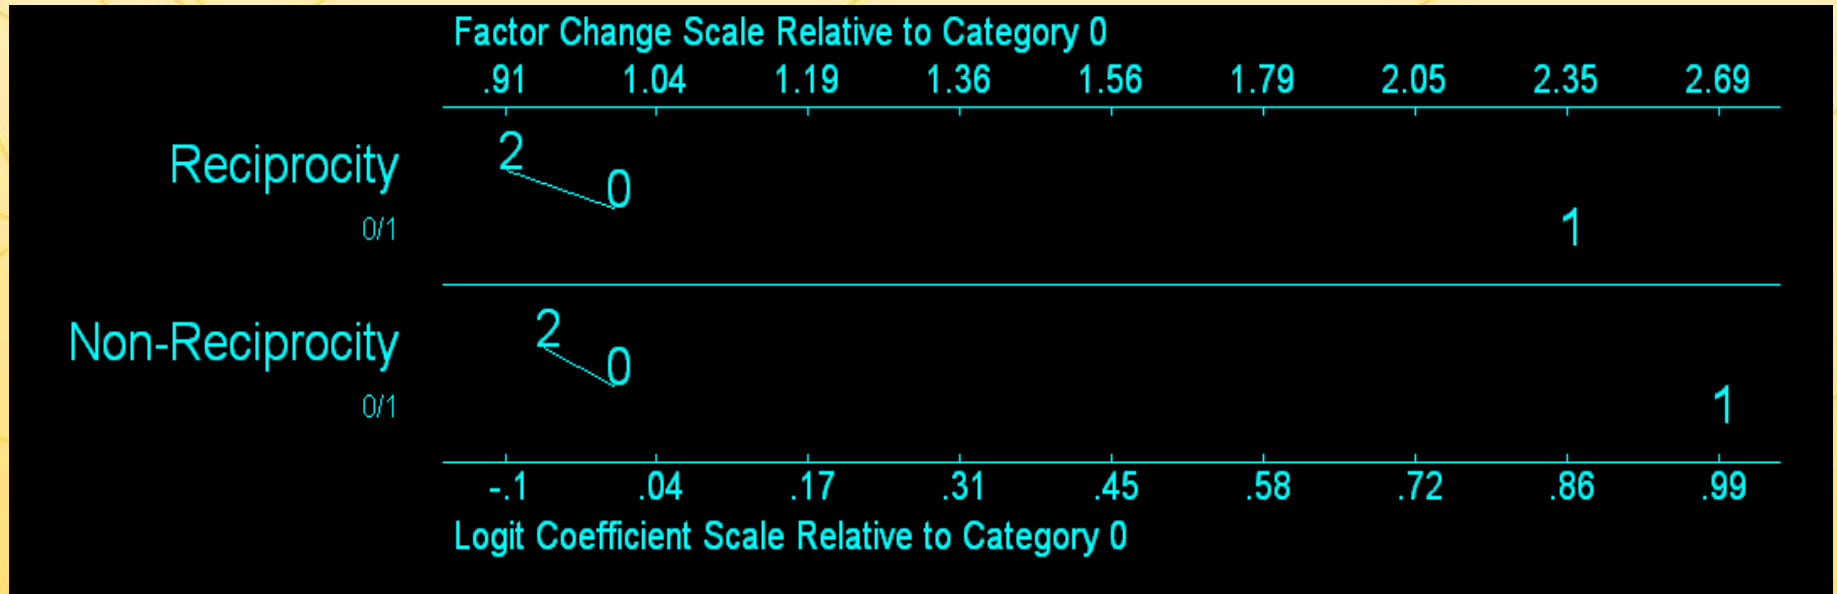 Factor Change Scale Relative to Category 0
.91 1.04 1.19 1.36 1.56 1.79 2.05 2.35 2.69
2
Reciprocity
0
0/1
1
2
Non-Reciprocity
0
0/1
1
-.1 .04 .17 .31 .45 .58 .72 .86 .99
Logit Coefficient Scale Relative to Category 0